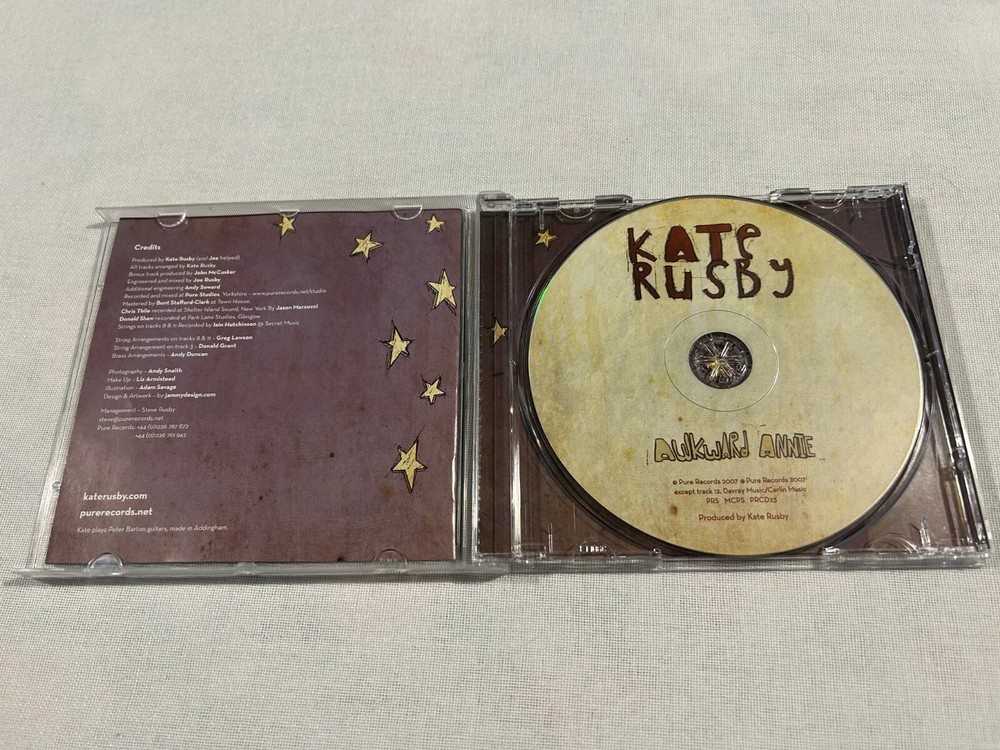 Credits
Produced by Kate Rusby (and Joe helped)
All tracks arranged by Kate Rusby
Bonus track produced by John McCusker
Engineered and mixed by Joe Rusby
Additional engineering Andy Seward
Recorded and mixed at Pure Studios, Yorkshire - www.purerecords.net/studio
Mastered by Bunt Stafford-Clark at Town House
Chris Thile recorded at Shelter Island Sound, New York By Jason Marcucci
Donald Shaw recorded at Park Lane Studios, Glasgow
Strings on tracks 8 & 11 Recorded by Iain Hutchinson @ Secret Music
String Arrangements on tracks 8 & 11 - Greg Lawson
String Arrangement on track 3 - Donald Grant
Brass Arrangements - Andy Duncan
Photography - Andy Snaith
Make Up - Liz Armistead
Illustration - Adam Savage
Design & Artwork - by jammydesign.com
Management - Steve Rusby
steve@purerecords.net
Pure Records: +44 (0)1226 767 872
+44 (0)1226 761 947
katerusby.com
purerecords.net
Kate plays Peter Barton guitars, made in Addingham.
KATe
RUSBy
AWKWARd ANNIE
© Pure Records 2007 ℗ Pure Records 2007
except track 12, Davray Music/Carlin Music
PRS MCPS PRCD23
Produced by Kate Rusby